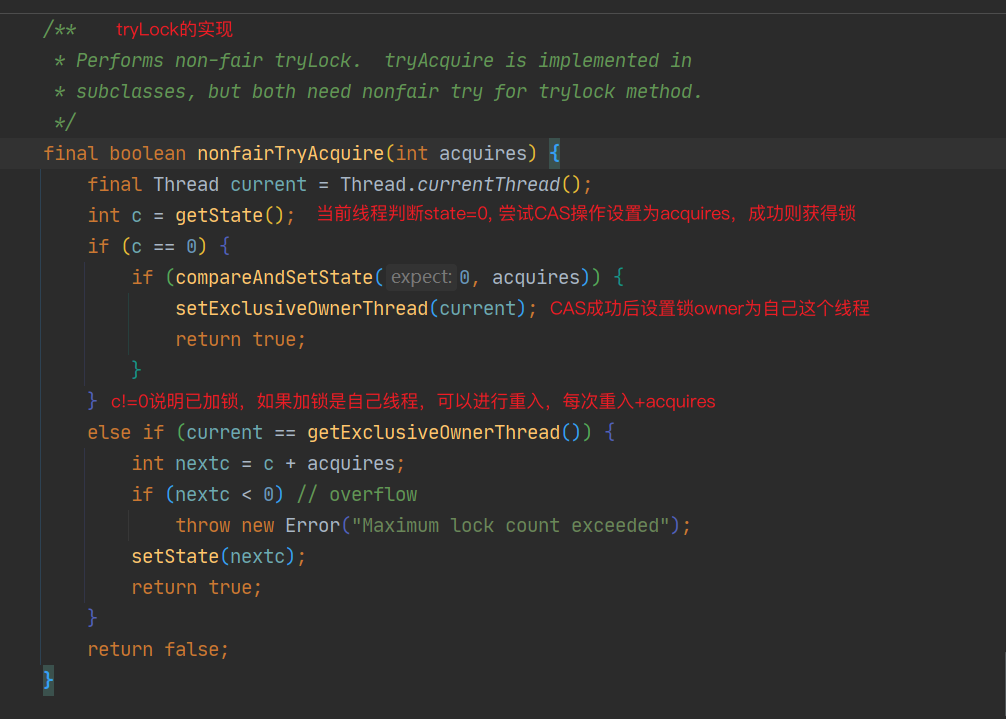 /** tryLock的实现
* Performs non-fair tryLock.  tryAcquire is implemented in
* subclasses, but both need nonfair try for trylock method.
*/
final boolean nonfairTryAcquire(int acquires) {
final Thread current = Thread.currentThread();
int c = getState(); 当前线程判断state=0, 尝试CAS操作设置为acquires，成功则获得锁
if (c == 0) {
if (compareAndSetState( expect: 0, acquires)) {
setExclusiveOwnerThread(current); CAS成功后设置锁owner为自己这个线程
return true;
}
} c!=0说明已加锁，如果加锁是自己线程，可以进行重入，每次重入+acquires
else if (current == getExclusiveOwnerThread()) {
int nextc = c + acquires;
if (nextc < 0) // overflow
throw new Error("Maximum lock count exceeded");
setState(nextc);
return true;
}
return false;
}